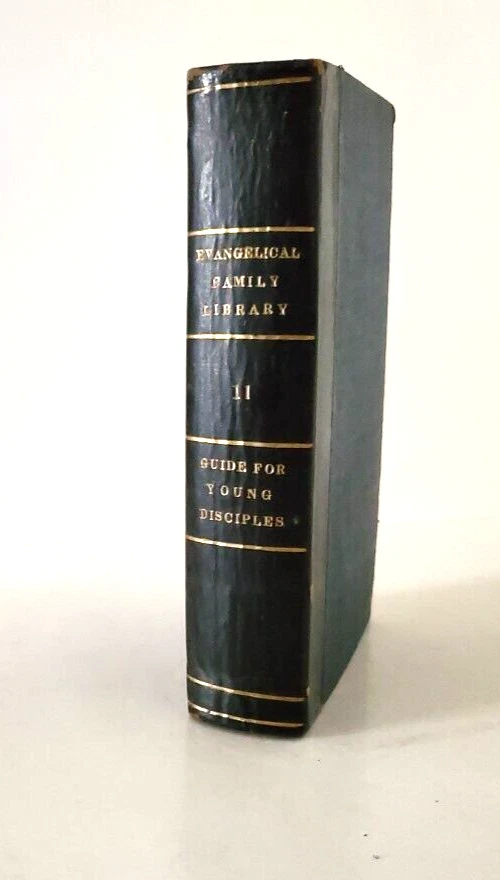 EVANGELICAL
FAMILY
LIBRARY
11
GUIDE FOR
YOUNG
DISCIPLES